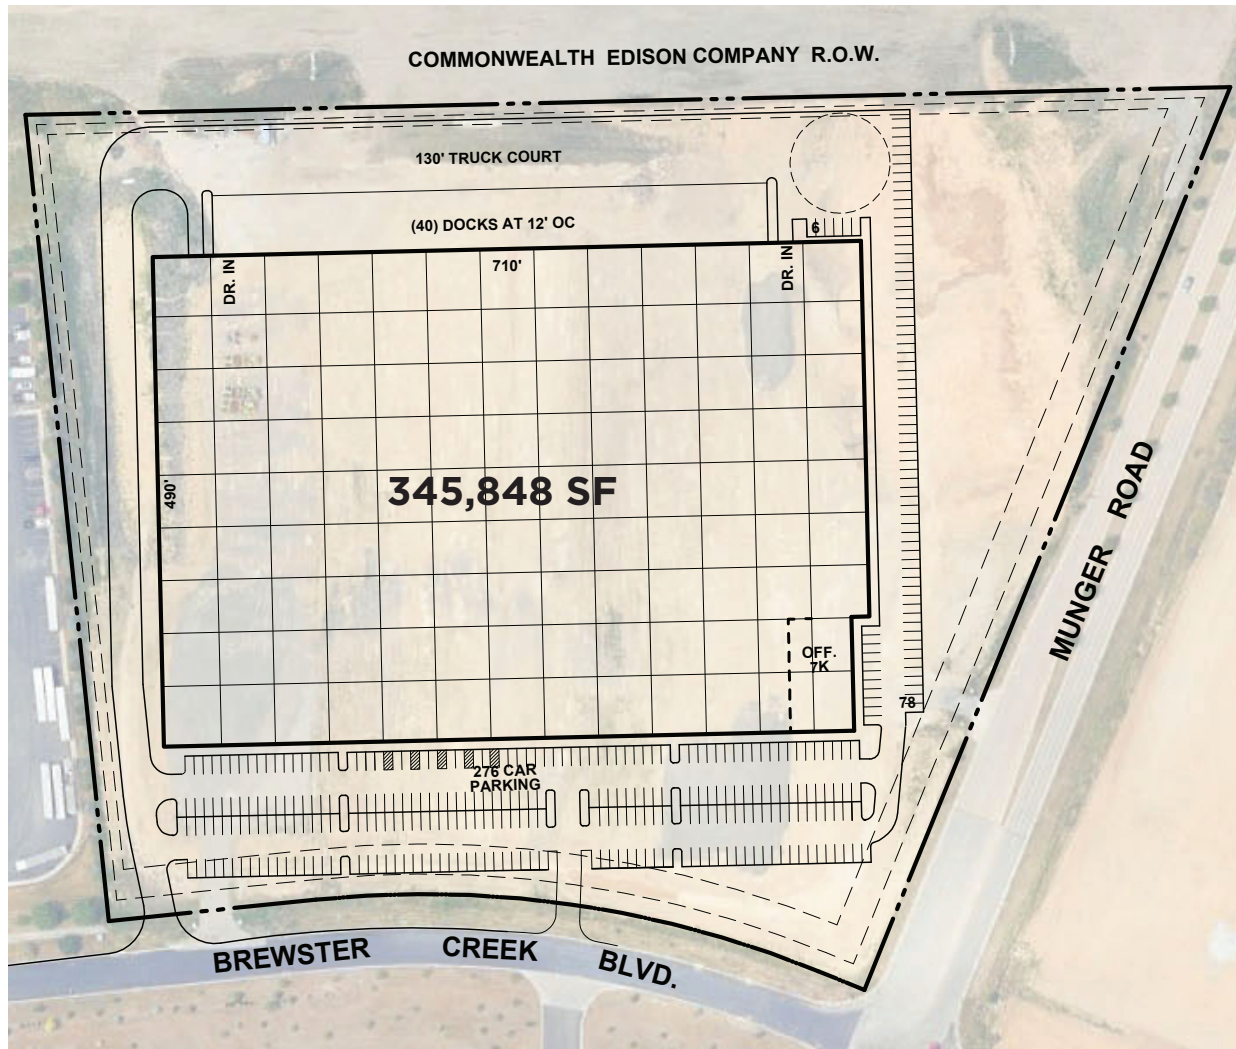 COMMONWEALTH EDISON COMPANY R.O.W.
130' TRUCK COURT
(40) DOCKS AT 12' OC
6
DR. IN
710'
DR. IN
490'
345,848 SF
MUNGER ROAD
OFF.
7K
78
276 CAR
PARKING
BREWSTER CREEK BLVD.